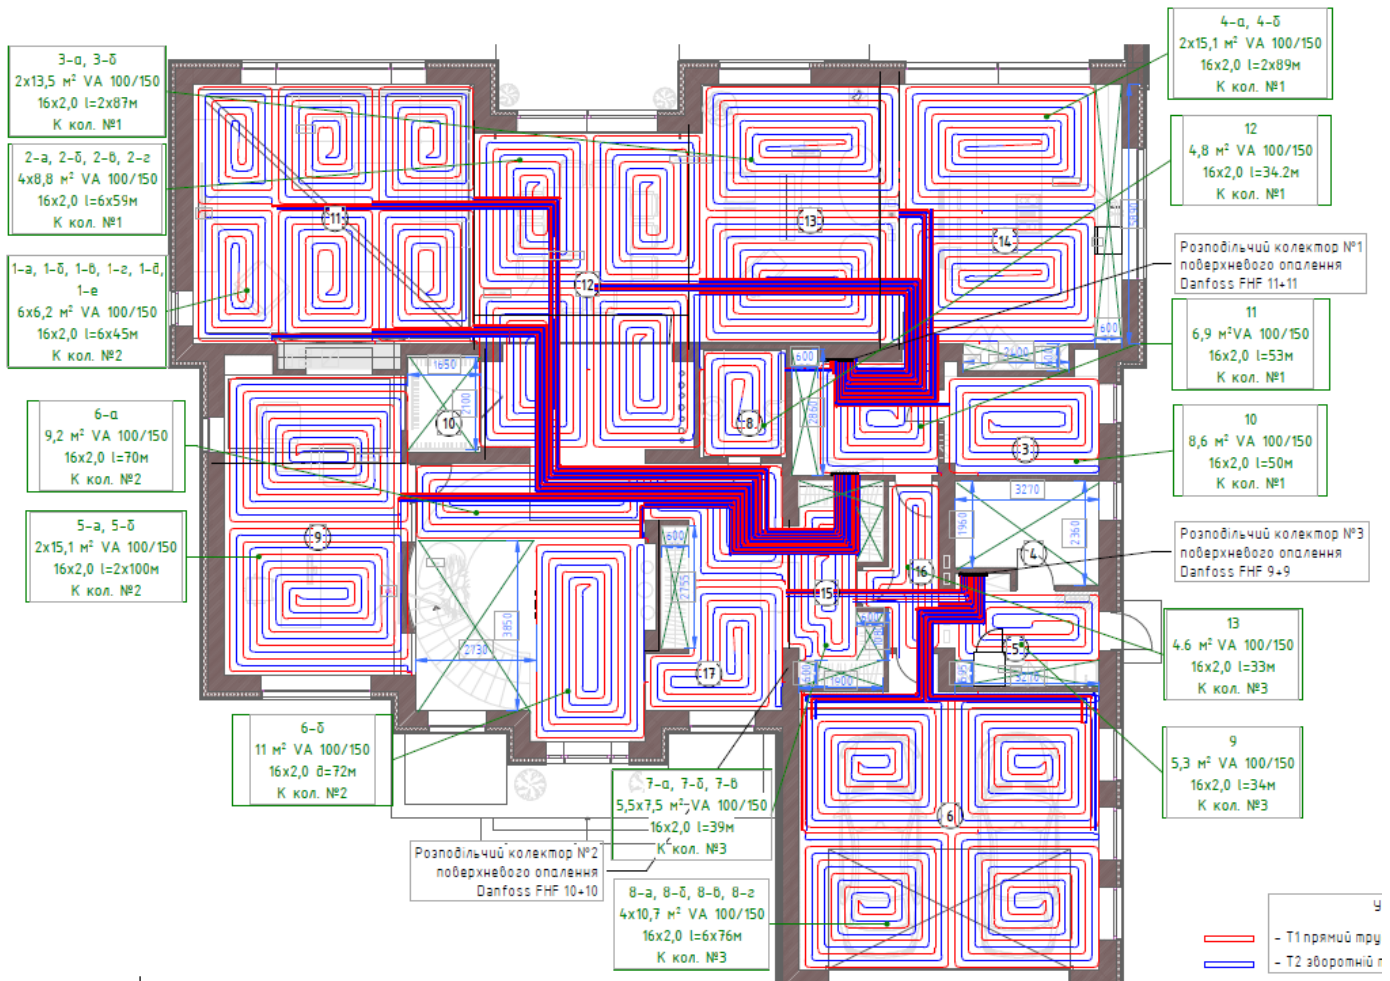 3-а, 3-б
2х13,5 м² VA 100/150
16х2,0 l=2х87м
К кол. №1
2-а, 2-б, 2-в, 2-г
4х8,8 м² VA 100/150
16х2,0 l=6х59м
К кол. №1
1-а, 1-б, 1-в, 1-г, 1-д,
1-е
6х6,2 м² VA 100/150
16х2,0 l=6х45м
К кол. №2
6-а
9,2 м² VA 100/150
16х2,0 l=70м
К кол. №2
5-а, 5-б
2х15,1 м² VA 100/150
16х2,0 l=2х100м
К кол. №2
6-б
11 м² VA 100/150
16х2,0 д=72м
К кол. №2
4-а, 4-б
2х15,1 м² VA 100/150
16х2,0 l=2х89м
К кол. №1
12
4,8 м² VA 100/150
16х2,0 l=34.2м
К кол. №1
Розподільчий колектор №1
поверхневого опалення
Danfoss FHF 11+11
11
6,9 м²VA 100/150
16х2,0 l=53м
К кол. №1
10
8,6 м² VA 100/150
16х2,0 l=50м
К кол. №1
Розподільчий колектор №3
поверхневого опалення
Danfoss FHF 9+9
13
4.6 м² VA 100/150
16х2,0 l=33м
К кол. №3
9
5,3 м² VA 100/150
16х2,0 l=34м
К кол. №3
7-а, 7-б, 7-в
5,5х7,5 м² VA 100/150
16х2,0 l=39м
К кол. №3
Розподільчий колектор №2
поверхневого опалення
Danfoss FHF 10+10
8-а, 8-б, 8-в, 8-г
4х10,7 м² VA 100/150
16х2,0 l=6х76м
К кол. №3
11
12
13
14
600
2400
1650
2100
10
8
600
2860
3
9
3270
1960
2360
4
600
2755
3850
2730
15
16
17
5
1900
3270
6
У
- Т1 прямий тру
- Т2 зворотній п